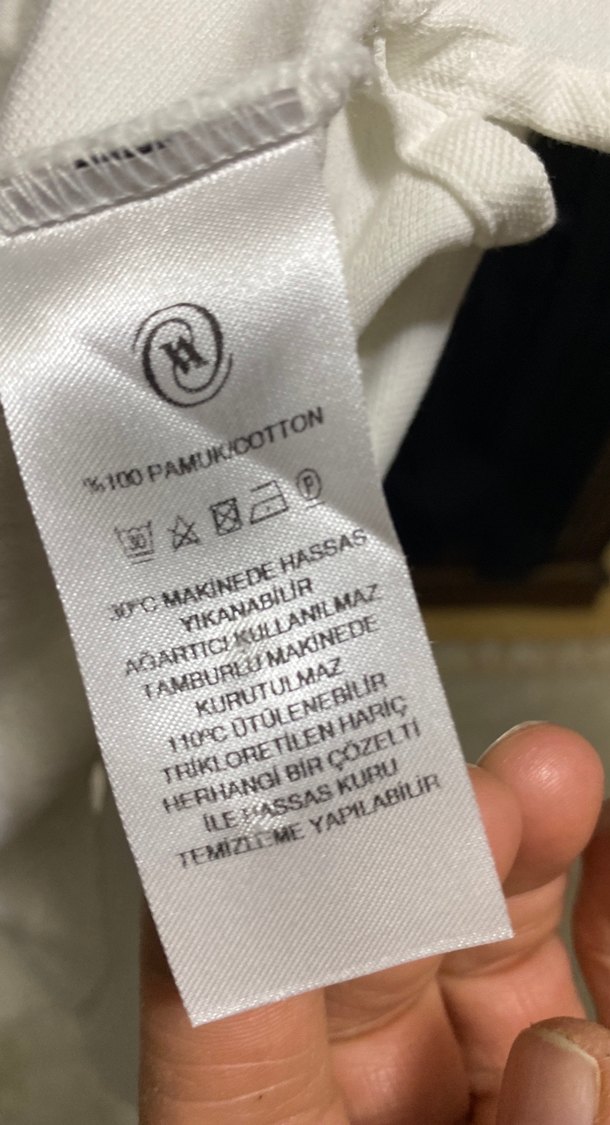 %100 PAMUK/COTTON
30
P
30°C MAKİNEDE HASSAS
YIKANABİLİR
AĞARTICI KULLANILMAZ
TAMBURLU MAKİNEDE
KURUTULMAZ
110°C ÜTÜLENEBİLİR
TRİKLORETİLEN HARİÇ
HERHANGİ BİR ÇÖZELTİ
İLE HASSAS KURU
TEMİZLEME YAPILABİLİR